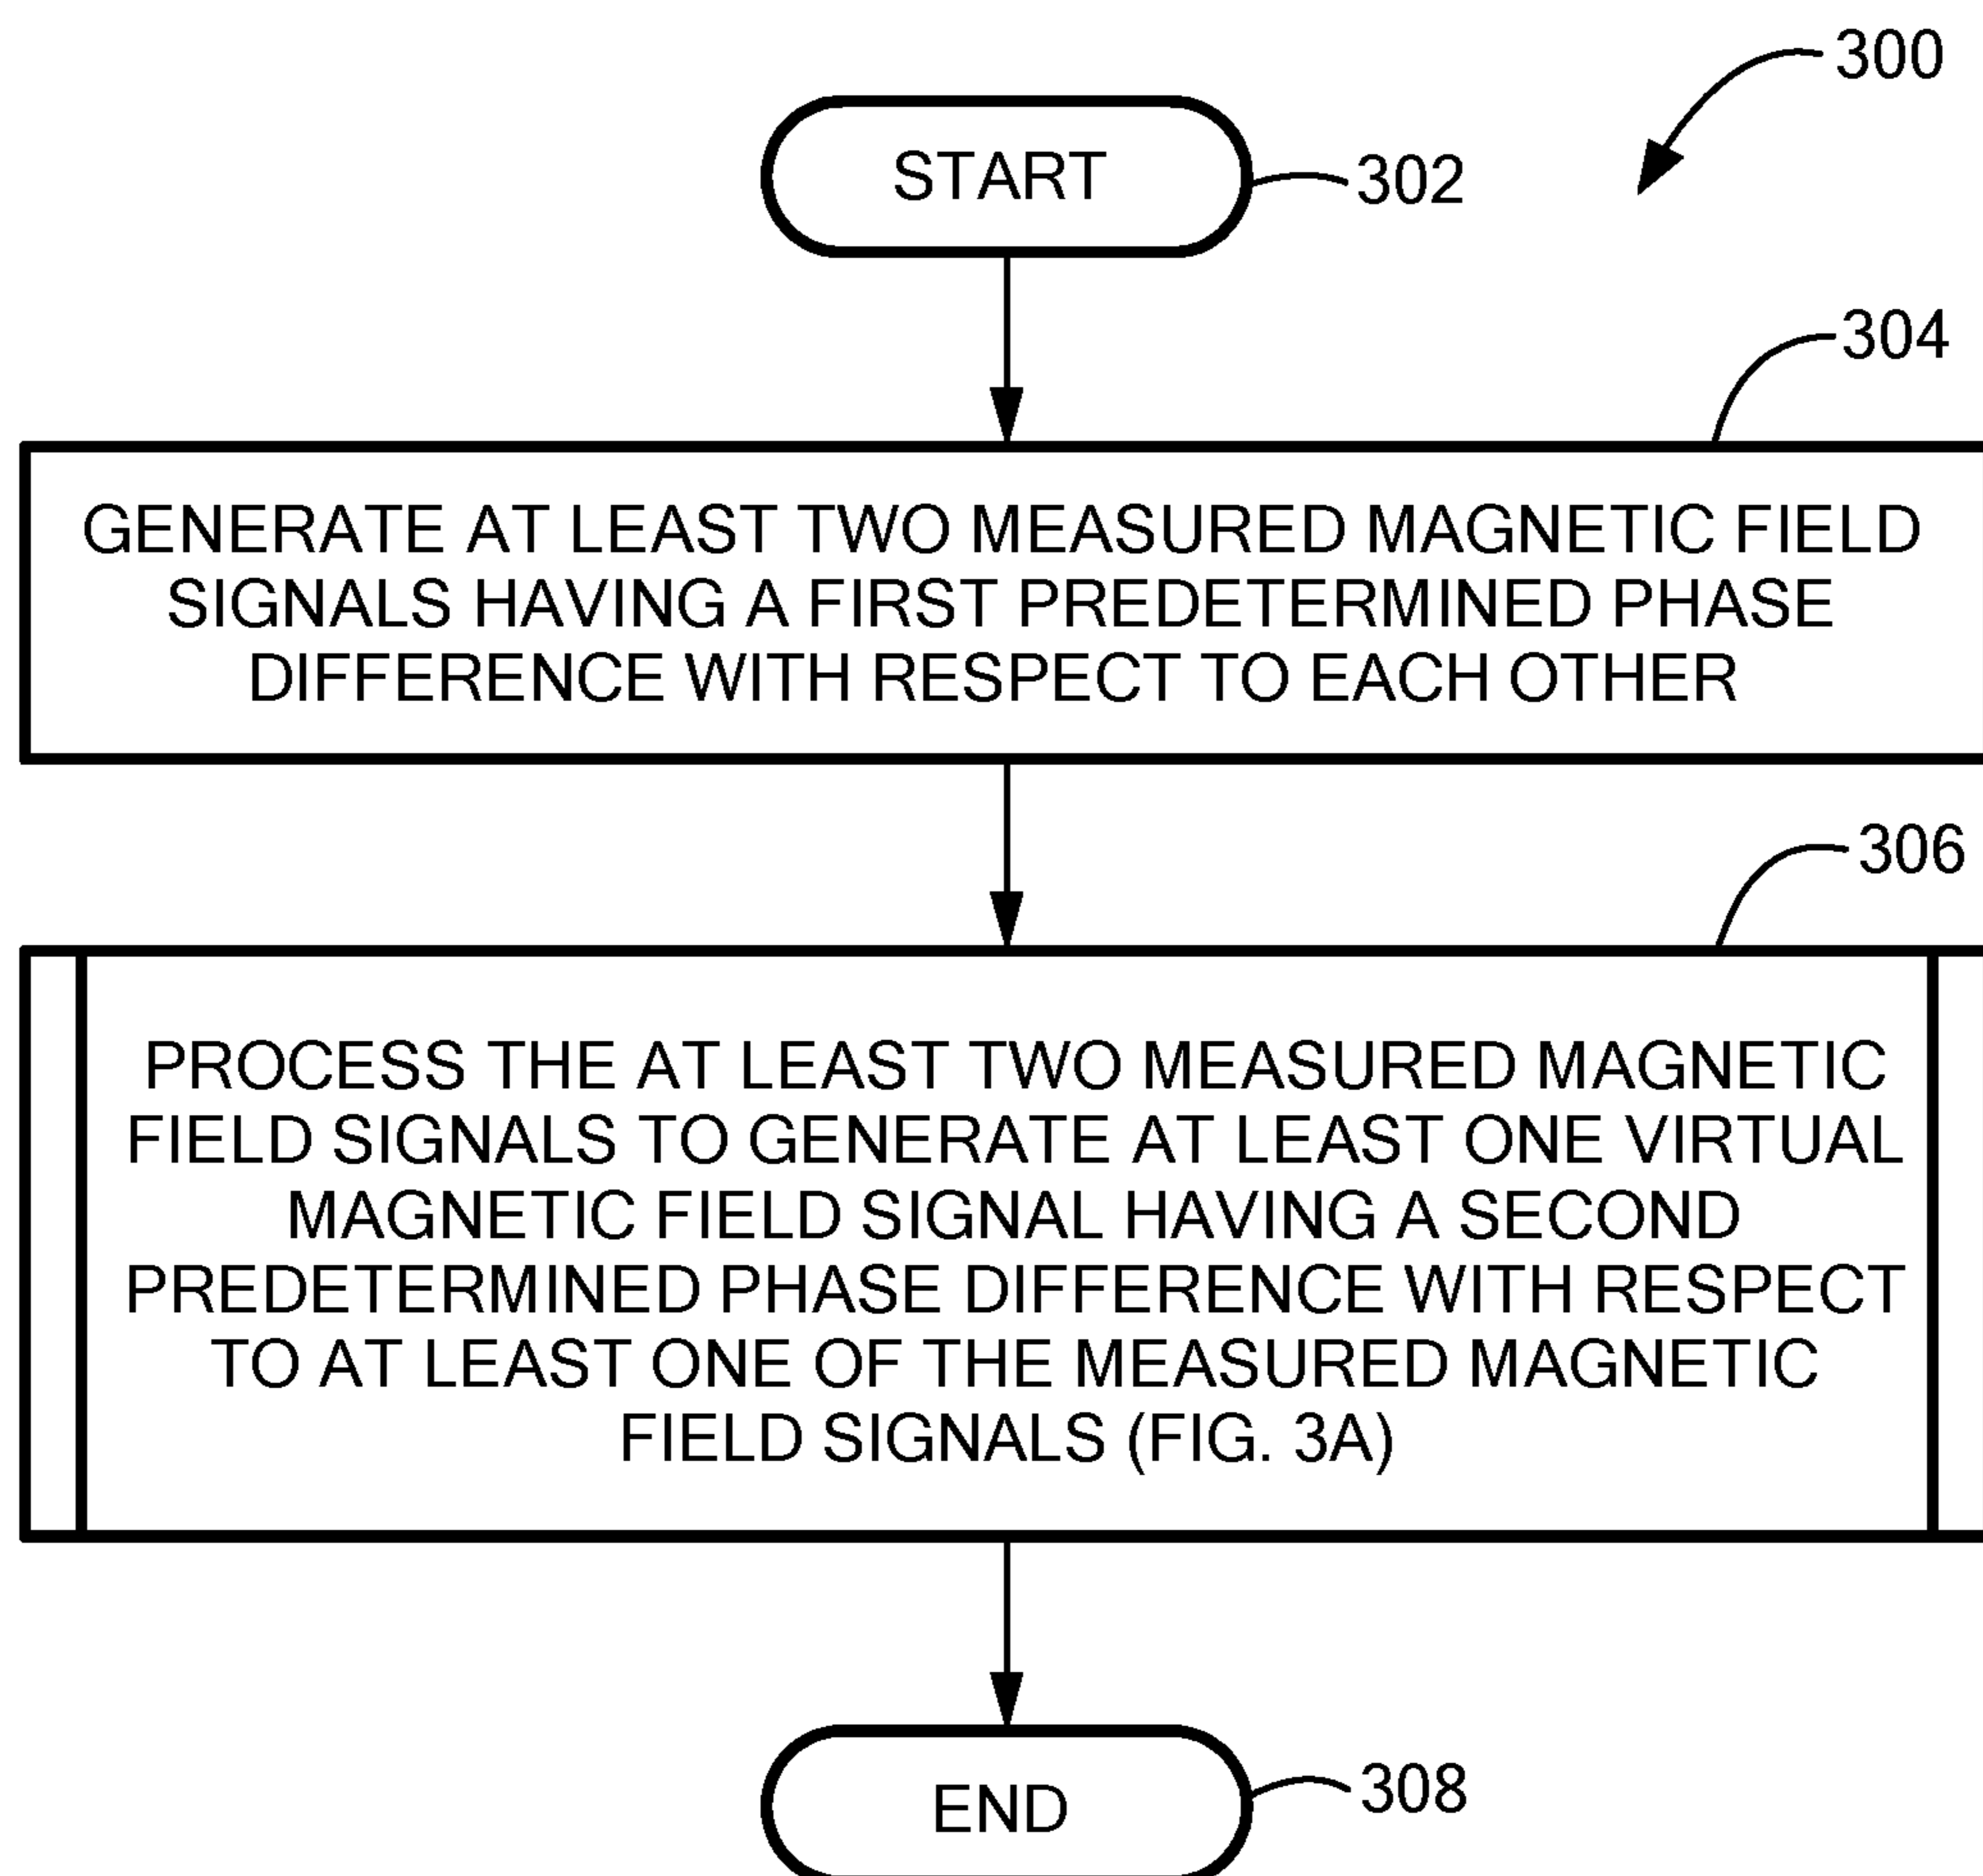 300
START
302
304
GENERATE AT LEAST TWO MEASURED MAGNETIC FIELD
SIGNALS HAVING A FIRST PREDETERMINED PHASE
DIFFERENCE WITH RESPECT TO EACH OTHER
306
PROCESS THE AT LEAST TWO MEASURED MAGNETIC
FIELD SIGNALS TO GENERATE AT LEAST ONE VIRTUAL
MAGNETIC FIELD SIGNAL HAVING A SECOND
PREDETERMINED PHASE DIFFERENCE WITH RESPECT
TO AT LEAST ONE OF THE MEASURED MAGNETIC
FIELD SIGNALS (FIG. 3A)
END
308